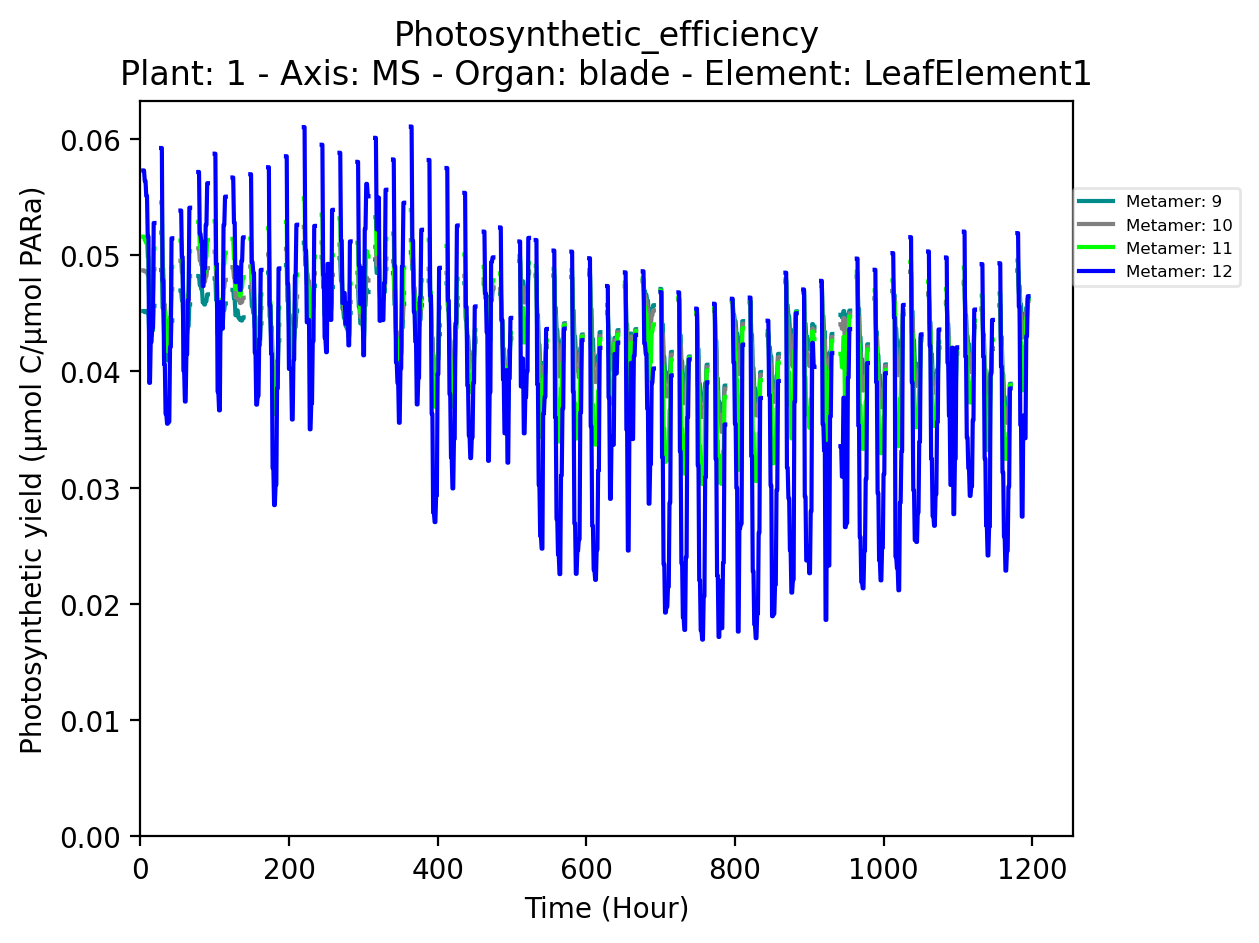 Photosynthetic_efficiency
Plant: 1 - Axis: MS - Organ: blade - Element: LeafElement1
0.06
0.05
0.04
0.03
0.02
0.01
0.00
Photosynthetic yield (µmol C/µmol PARa)
Metamer: 9
Metamer: 10
Metamer: 11
Metamer: 12
0
200
400
600
800
1000
1200
Time (Hour)